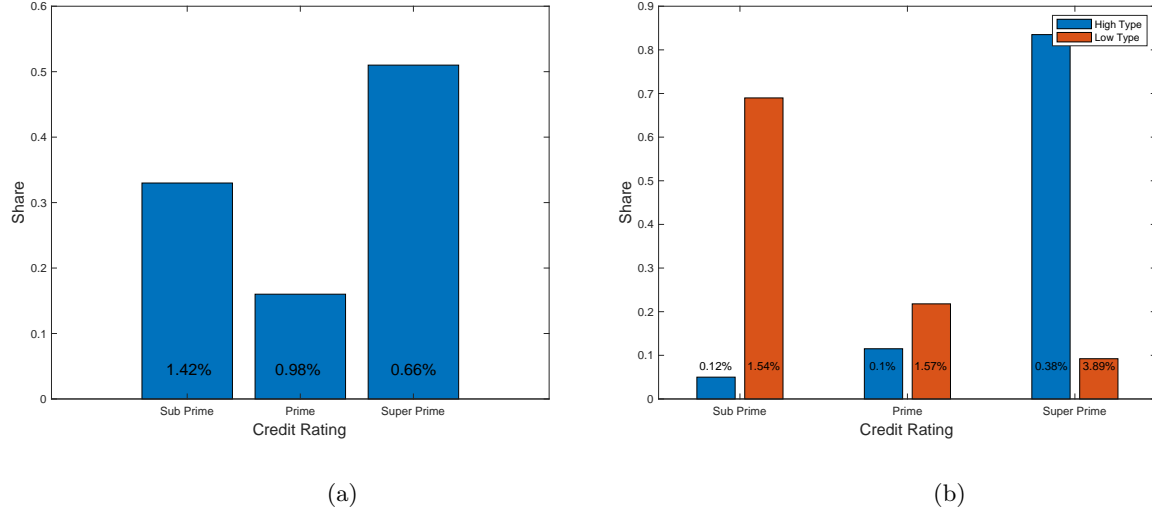 0.6
0.5
0.4
0.3
0.2
0.1
0
Share
1.42%
0.98%
0.66%
Sub Prime
Prime
Super Prime
Credit Rating
(a)
0.9
0.8
0.7
0.6
0.5
0.4
0.3
0.2
0.1
0
Share
High Type
Low Type
0.12%
1.54%
0.1%
1.57%
0.38%
3.89%
Sub Prime
Prime
Super Prime
Credit Rating
(b)